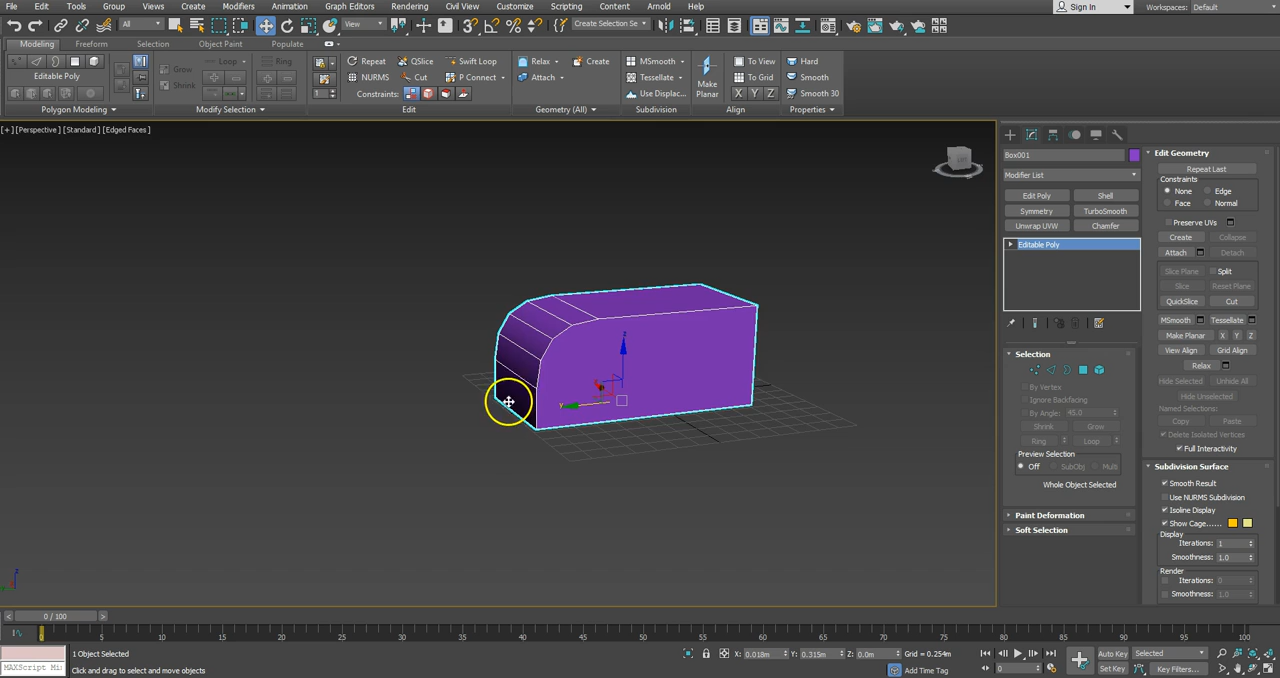 File Edit Tools Group Views Create Modifiers Animation Graph Editors Rendering Civil View Customize Scripting Content Arnold Help Sign In Workspaces: Default
All View Create Selection Se
Modeling Freeform Selection Object Paint Populate
Loop Ring Repeat QSlice Swift Loop Relax Create MSmooth To View Hard
Editable Poly Grow NURMS Cut P Connect Attach Tessellate Make Planar To Grid Smooth
Shrink 1 Constraints: Use Displac... X Y Z Smooth 30
Polygon Modeling Modify Selection Edit Geometry (All) Subdivision Align Properties
[+] [Perspective] [Standard] [Edged Faces]
z
y
Box001
Modifier List
Edit Poly Shell
Symmetry TurboSmooth
Unwrap UVW Chamfer
Editable Poly
Selection
By Vertex
Ignore Backfacing
By Angle: 45.0
Shrink Grow
Ring Loop
Preview Selection
Off SubObj Multi
Whole Object Selected
Paint Deformation
Soft Selection
Edit Geometry
Repeat Last
Constraints
None Edge
Face Normal
Preserve UVs
Create Collapse
Attach Detach
Slice Plane Split
Slice Reset Plane
QuickSlice Cut
MSmooth Tessellate
Make Planar X Y Z
View Align Grid Align
Relax
Hide Selected Unhide All
Hide Unselected
Named Selections:
Copy Paste
Delete Isolated Vertices
Full Interactivity
Subdivision Surface
Smooth Result
Use NURMS Subdivision
Isoline Display
Show Cage......
Display
Iterations: 1
Smoothness: 1.0
Render
Iterations: 0
Smoothness: 1.0
z
< 0 / 100 >
0 5 10 15 20 25 30 35 40 45 50 55 60 65 70 75 80 85 90 95 100
1 Object Selected X: 0.018m Y: 0.315m Z: 0.0m Grid = 0.254m Auto Key Selected
MAXScript Mi Click and drag to select and move objects Add Time Tag 0 Set Key Key Filters...